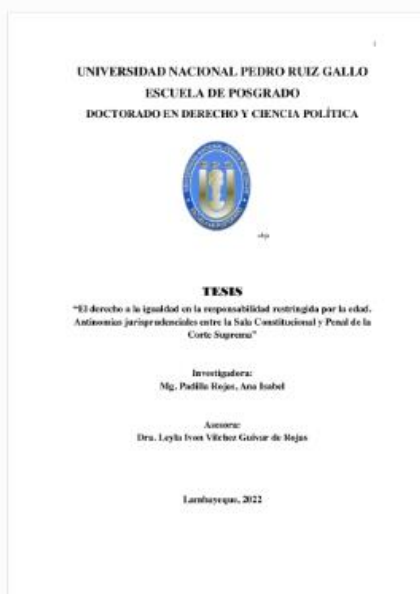 UNIVERSIDAD NACIONAL PEDRO RUIZ GALLO
ESCUELA DE POSGRADO
DOCTORADO EN DERECHO Y CIENCIA POLÍTICA
TESIS
“El derecho a la igualdad en la responsabilidad restringida por la edad.
Antinomias jurisprudenciales entre la Sala Constitucional y Penal de la
Corte Suprema”
Investigadora:
Mg. Padilla Rojas, Ana Isabel
Asesora:
Dra. Leyla Ivon Vílchez Guivar de Rojas
Lambayeque, 2022